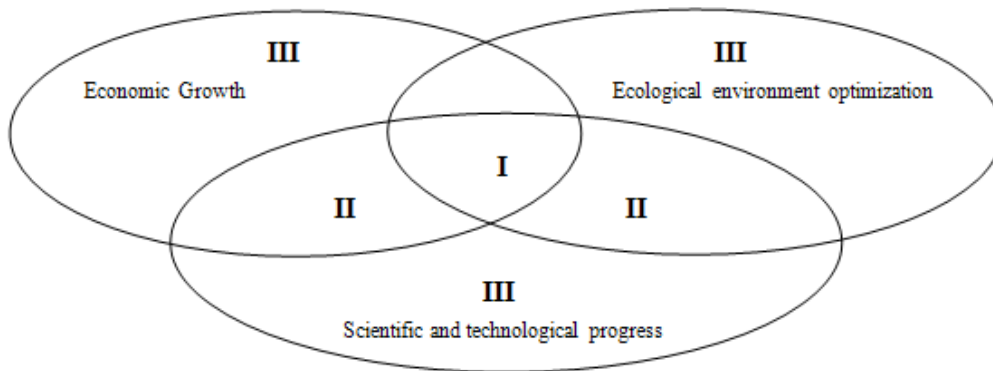 III
III
Economic Growth
Ecological environment optimization
I
II
II
III
Scientific and technological progress